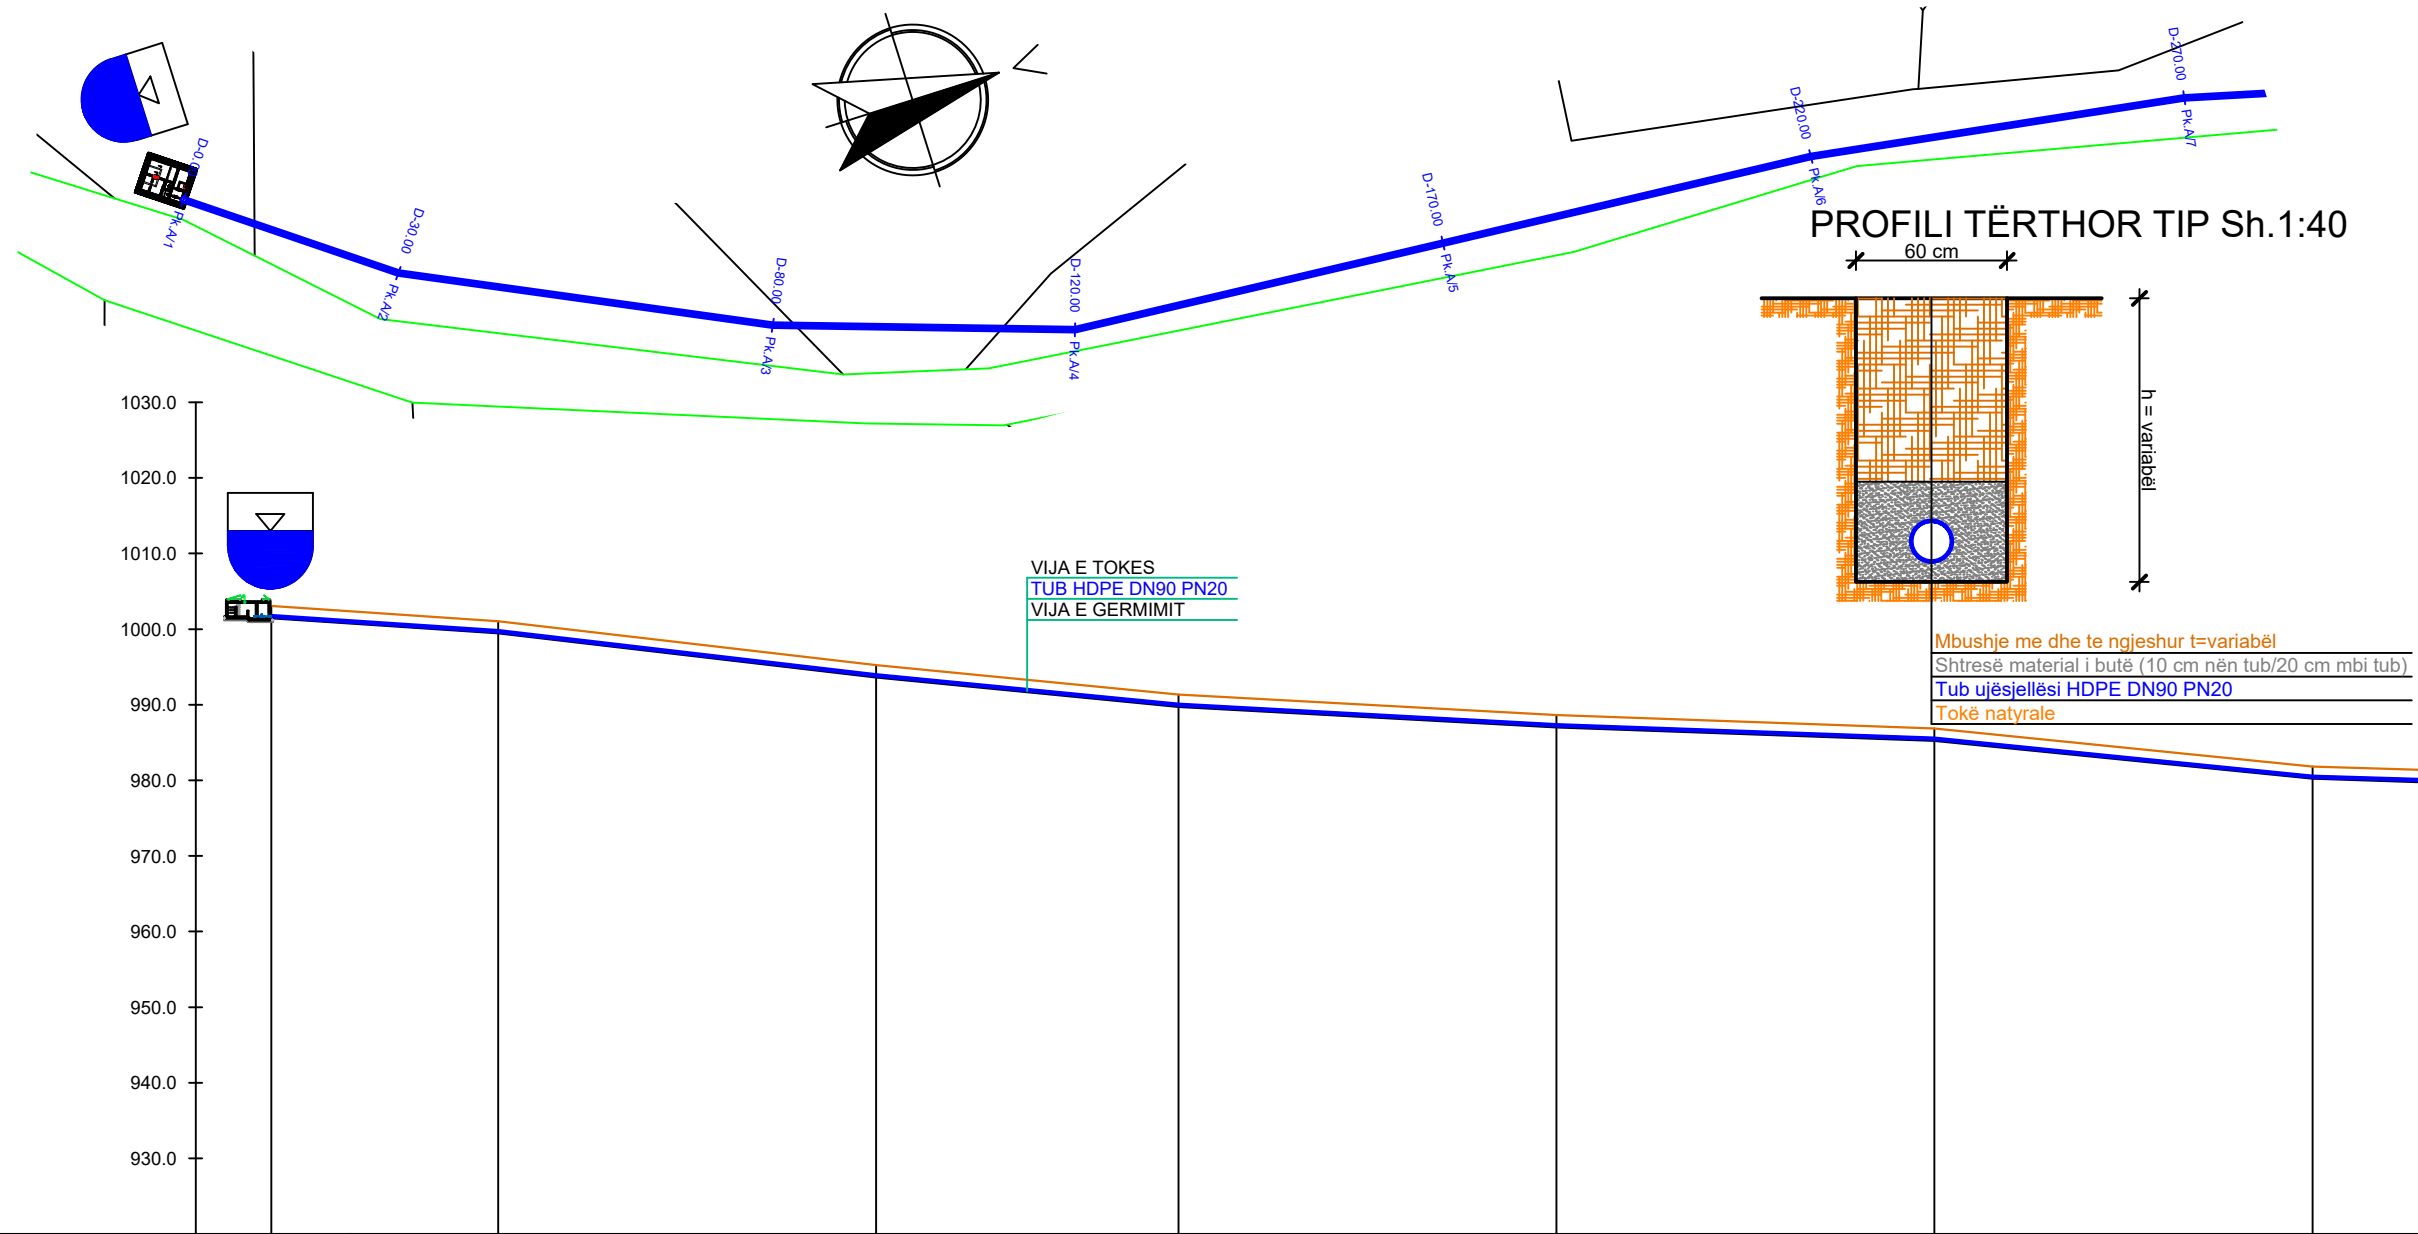 D-0.00
Pk.A/1
D-30.00
Pk.A/2
D-80.00
Pk.A/3
D-120.00
Pk.A/4
D-170.00
Pk.A/5
D-220.00
Pk.A/6
D-270.00
Pk.A/7
PROFILI TËRTHOR TIP Sh.1:40
60 cm
h = variabël
Mbushje me dhe te ngjeshur t=variabël
Shtresë material i butë (10 cm nën tub/20 cm mbi tub)
Tub ujësjellësi HDPE DN90 PN20
Tokë natyrale
VIJA E TOKES
TUB HDPE DN90 PN20
VIJA E GERMIMIT
1030.0
1020.0
1010.0
1000.0
990.0
980.0
970.0
960.0
950.0
940.0
930.0